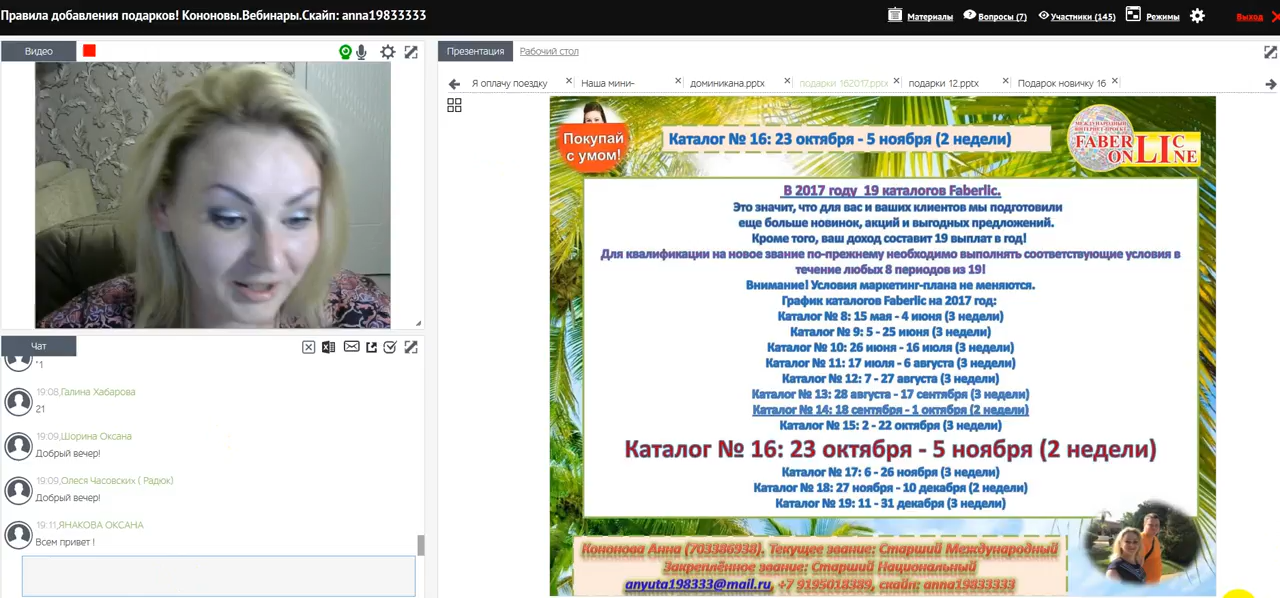 Правила добавления подарков! Кононовы.Вебинары.Скайп: anna19833333
Материалы
Вопросы (7)
Участники (145)
Режимы
Выход
Видео
Презентация
Рабочий стол
Я оплачу поездку
Наша мини-
доминикана.pptx
подарки 162017.pptx
подарки 12.pptx
Подарок новичку 16
Покупай
с умом!
Каталог № 16: 23 октября - 5 ноября (2 недели)
МЕЖДУНАРОДНЫЙ
ИНТЕРНЕТ-ПРОЕКТ
FABERLIC
ONLINE
В 2017 году 19 каталогов Faberlic.
Это значит, что для вас и ваших клиентов мы подготовили
еще больше новинок, акций и выгодных предложений.
Кроме того, ваш доход составит 19 выплат в год!
Для квалификации на новое звание по-прежнему необходимо выполнять соответствующие условия в
течение любых 8 периодов из 19!
Внимание! Условия маркетинг-плана не меняются.
График каталогов Faberlic на 2017 год:
Каталог № 8: 15 мая - 4 июня (3 недели)
Каталог № 9: 5 - 25 июня (3 недели)
Каталог № 10: 26 июня - 16 июля (3 недели)
Каталог № 11: 17 июля - 6 августа (3 недели)
Каталог № 12: 7 - 27 августа (3 недели)
Каталог № 13: 28 августа - 17 сентября (3 недели)
Каталог № 14: 18 сентября - 1 октября (2 недели)
Каталог № 15: 2 - 22 октября (3 недели)
Каталог № 16: 23 октября - 5 ноября (2 недели)
Каталог № 17: 6 - 26 ноября (3 недели)
Каталог № 18: 27 ноября - 10 декабря (2 недели)
Каталог № 19: 11 - 31 декабря (3 недели)
Кононова Анна (703386938). Текущее звание: Старший Международный
Закреплённое звание: Старший Национальный
anyuta198333@mail.ru, +7 9195018389, скайп: anna19833333
Чат
"1
19:08,Галина Хабарова
21
19:09,Шорина Оксана
Добрый вечер!
19:09,Олеся Часовских ( Радюк)
Добрый вечер!
19:11,ЯНАКОВА ОКСАНА
Всем привет !